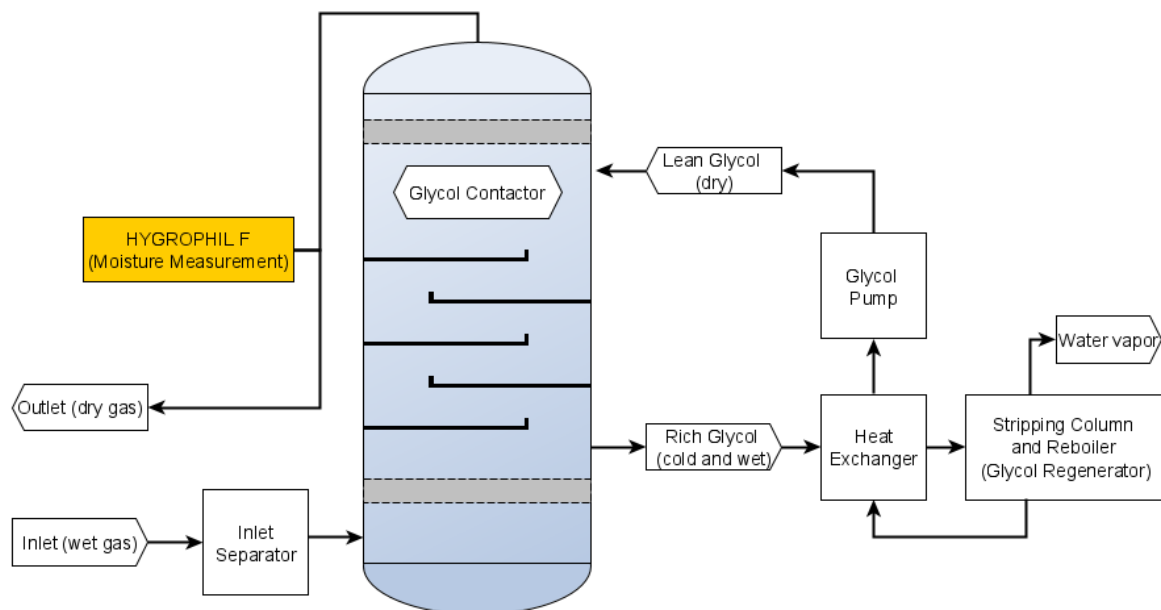 Lean Glycol
(dry)
Glycol Contactor
HYGROPHIL F
(Moisture Measurement)
Glycol
Pump
Water vapor
Outlet (dry gas)
Rich Glycol
(cold and wet)
Heat
Exchanger
Stripping Column
and Reboiler
(Glycol Regenerator)
Inlet (wet gas)
Inlet
Separator